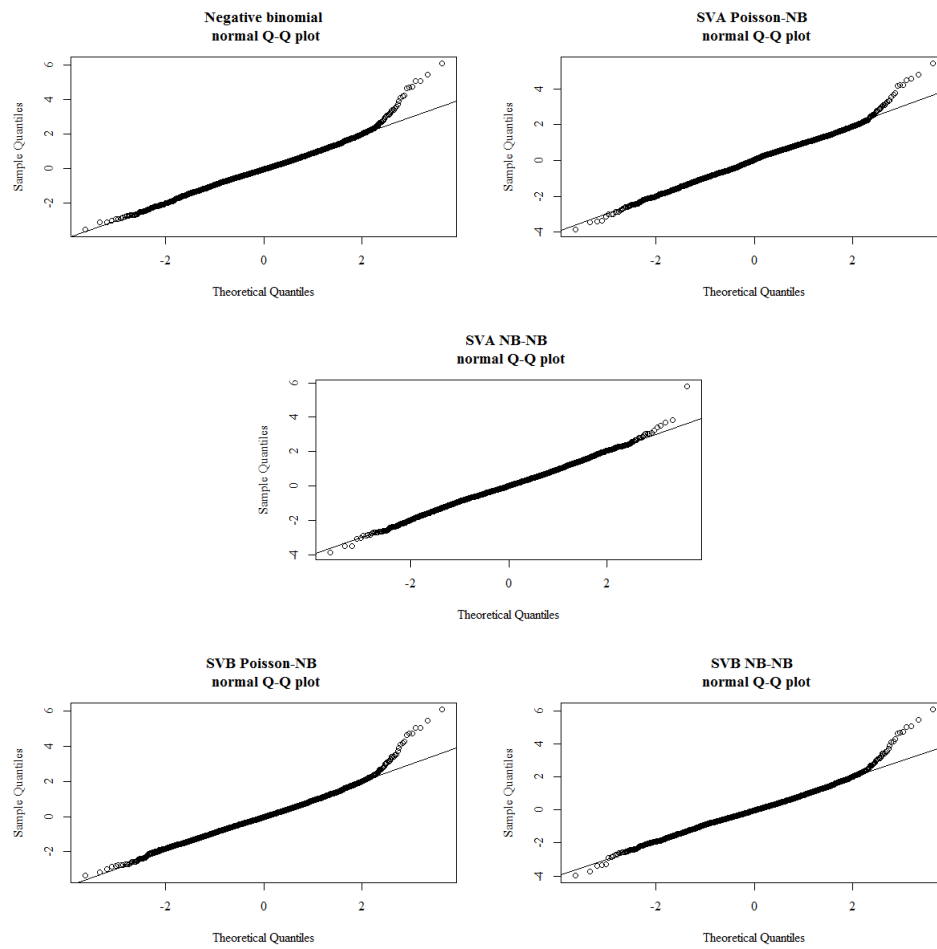 Negative binomial
normal Q-Q plot
Sample Quantiles
6
4
2
0
-2
-2
0
2
Theoretical Quantiles
SVA Poisson-NB
normal Q-Q plot
Sample Quantiles
4
2
0
-2
-4
-2
0
2
Theoretical Quantiles
SVA NB-NB
normal Q-Q plot
Sample Quantiles
6
4
2
0
-2
-4
-2
0
2
Theoretical Quantiles
SVB Poisson-NB
normal Q-Q plot
Sample Quantiles
6
4
2
0
-2
-2
0
2
Theoretical Quantiles
SVB NB-NB
normal Q-Q plot
Sample Quantiles
6
4
2
0
-2
-4
-2
0
2
Theoretical Quantiles